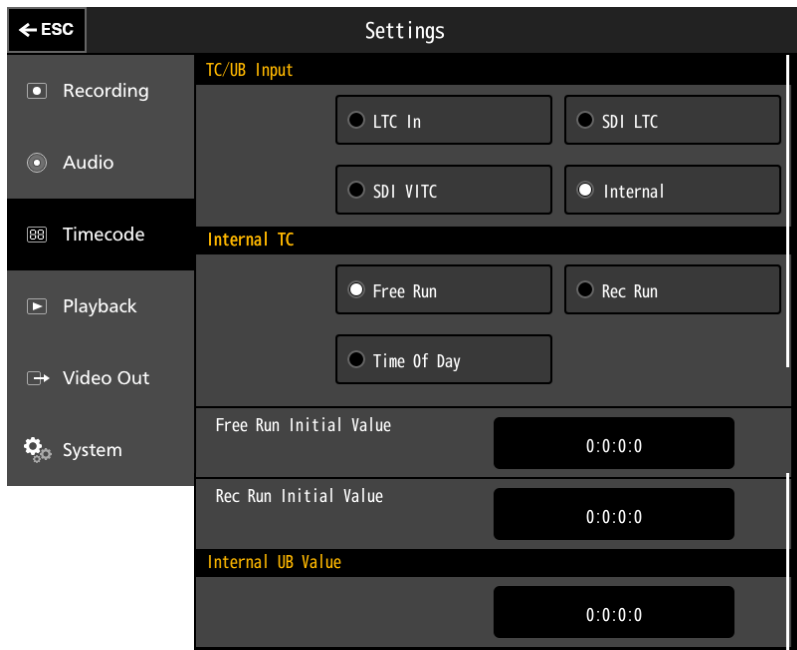 ESC
Settings
Recording
Audio
88 Timecode
Playback
Video Out
System
TC/UB Input
LTC In
SDI LTC
SDI VITC
Internal
Internal TC
Free Run
Rec Run
Time Of Day
Free Run Initial Value
0:0:0:0
Rec Run Initial Value
0:0:0:0
Internal UB Value
0:0:0:0